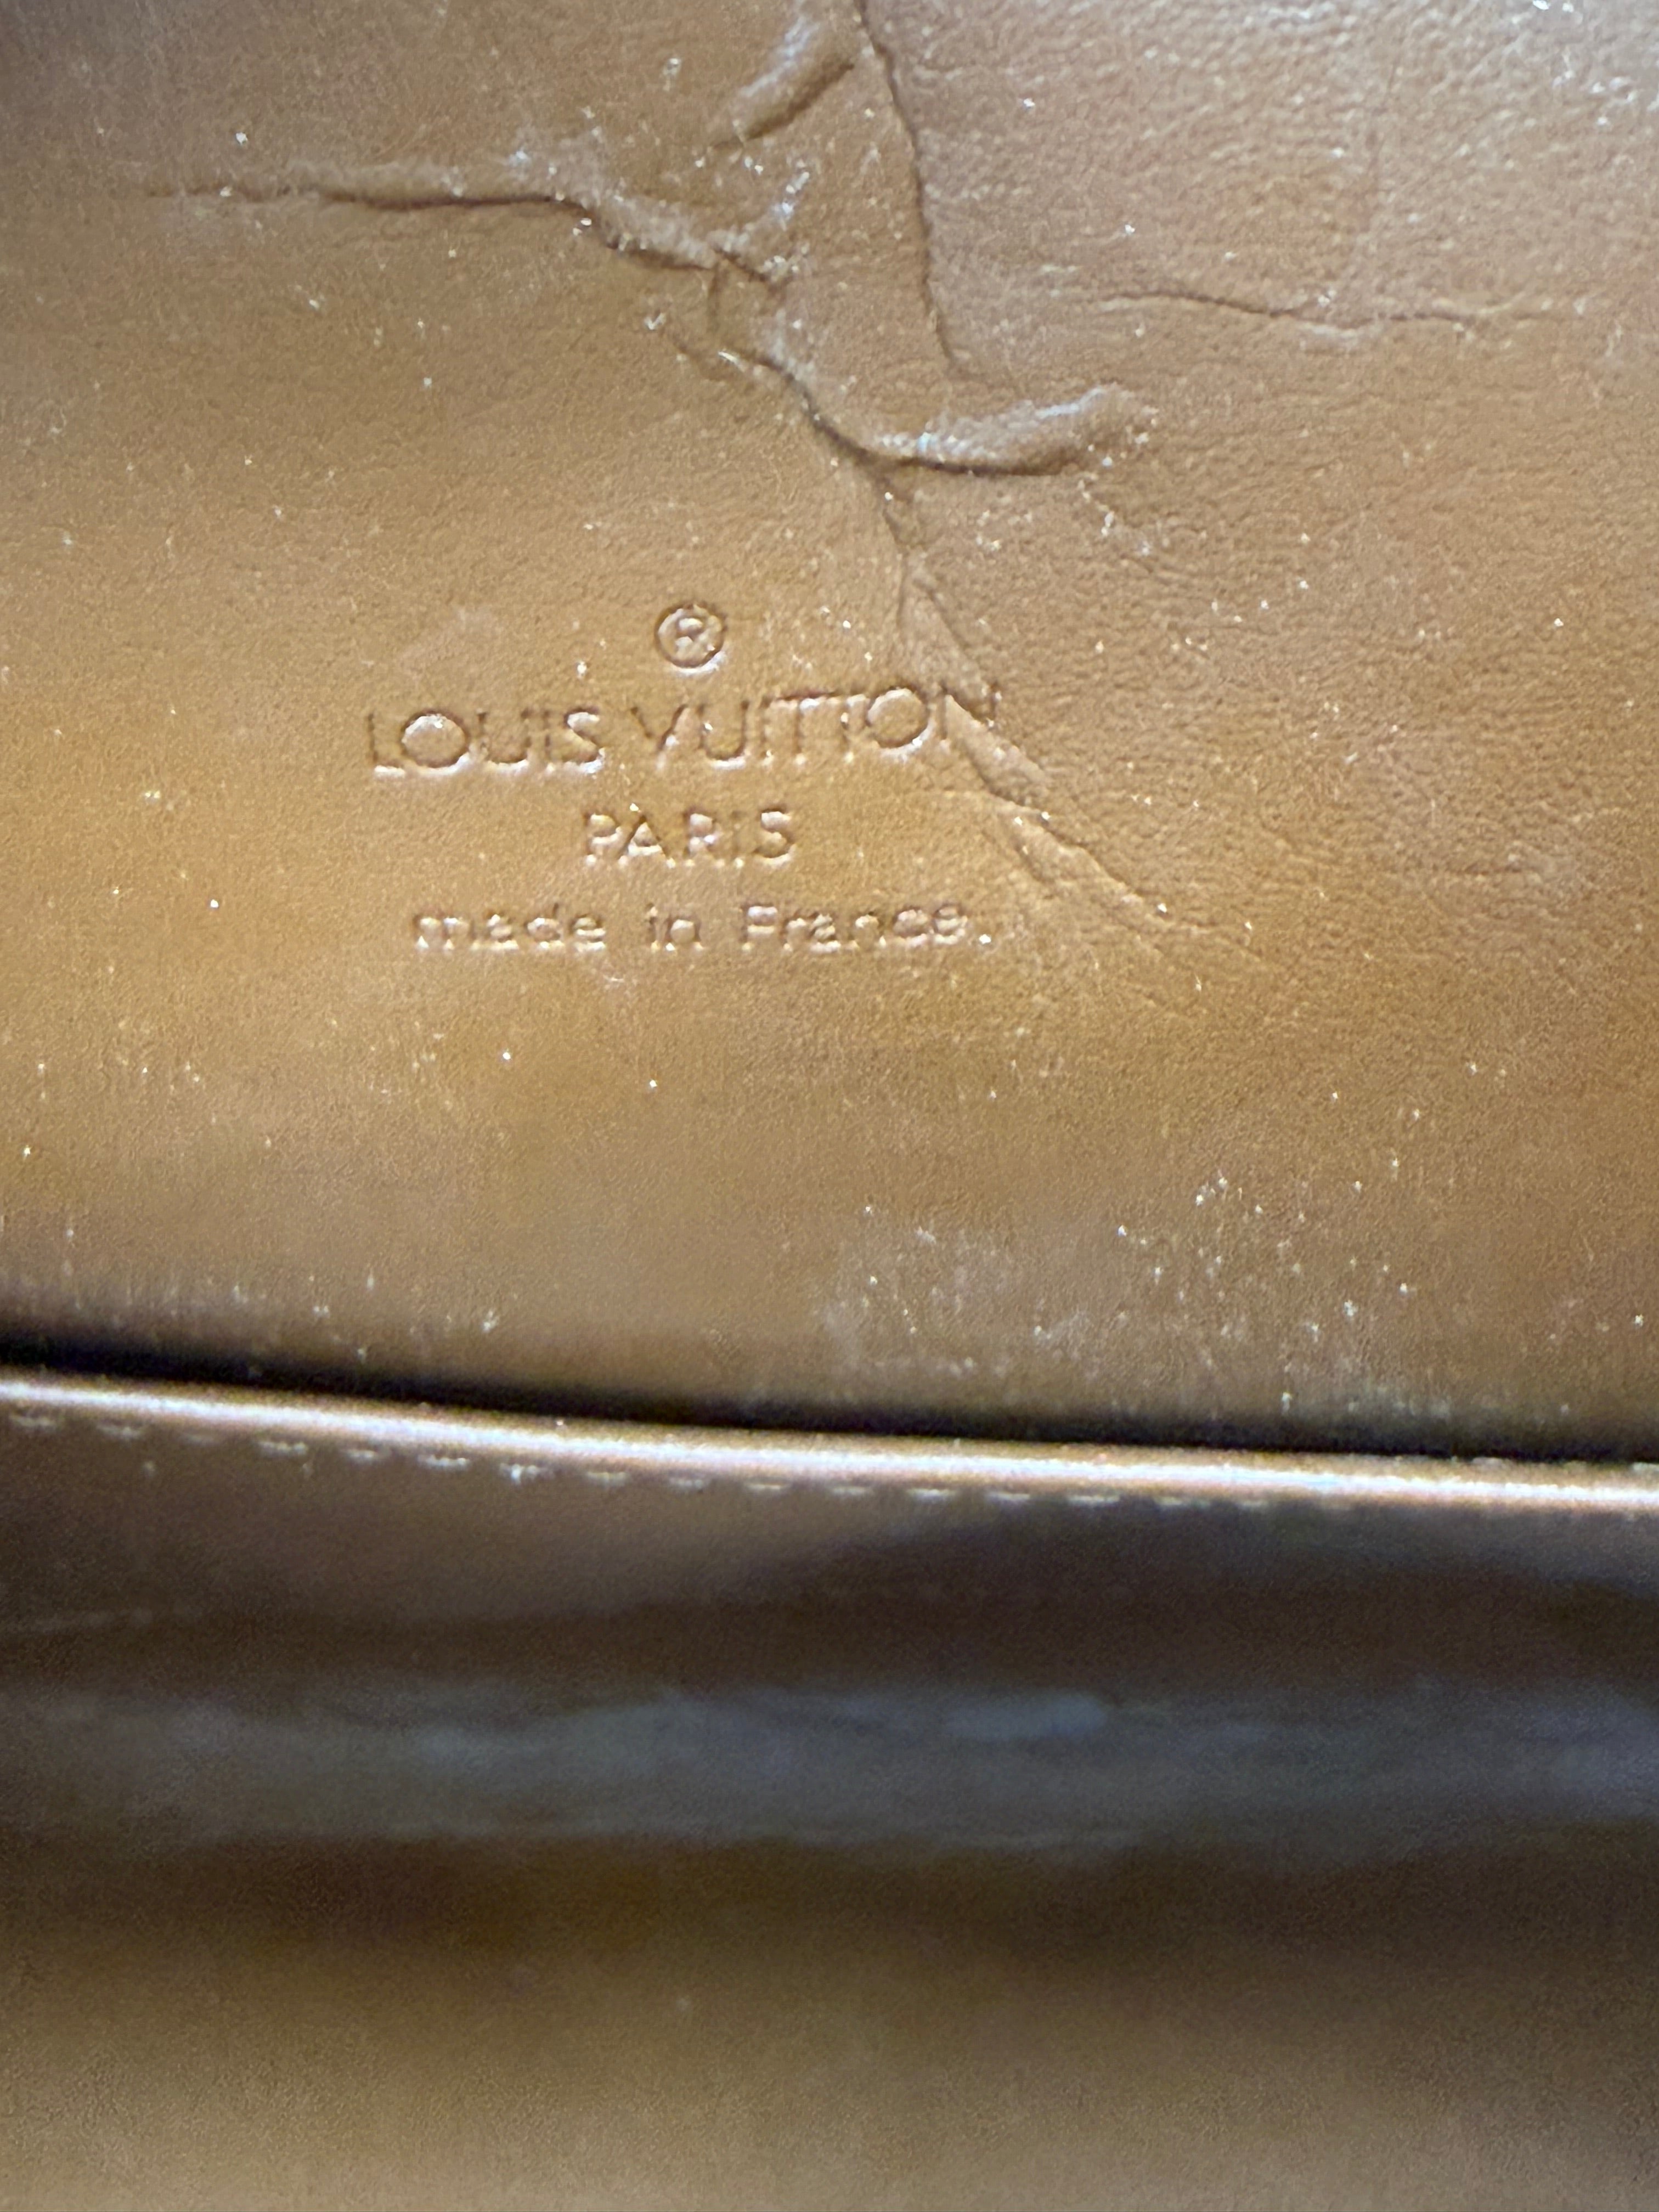 ®
LOUIS VUITTON
PARIS
made in France.